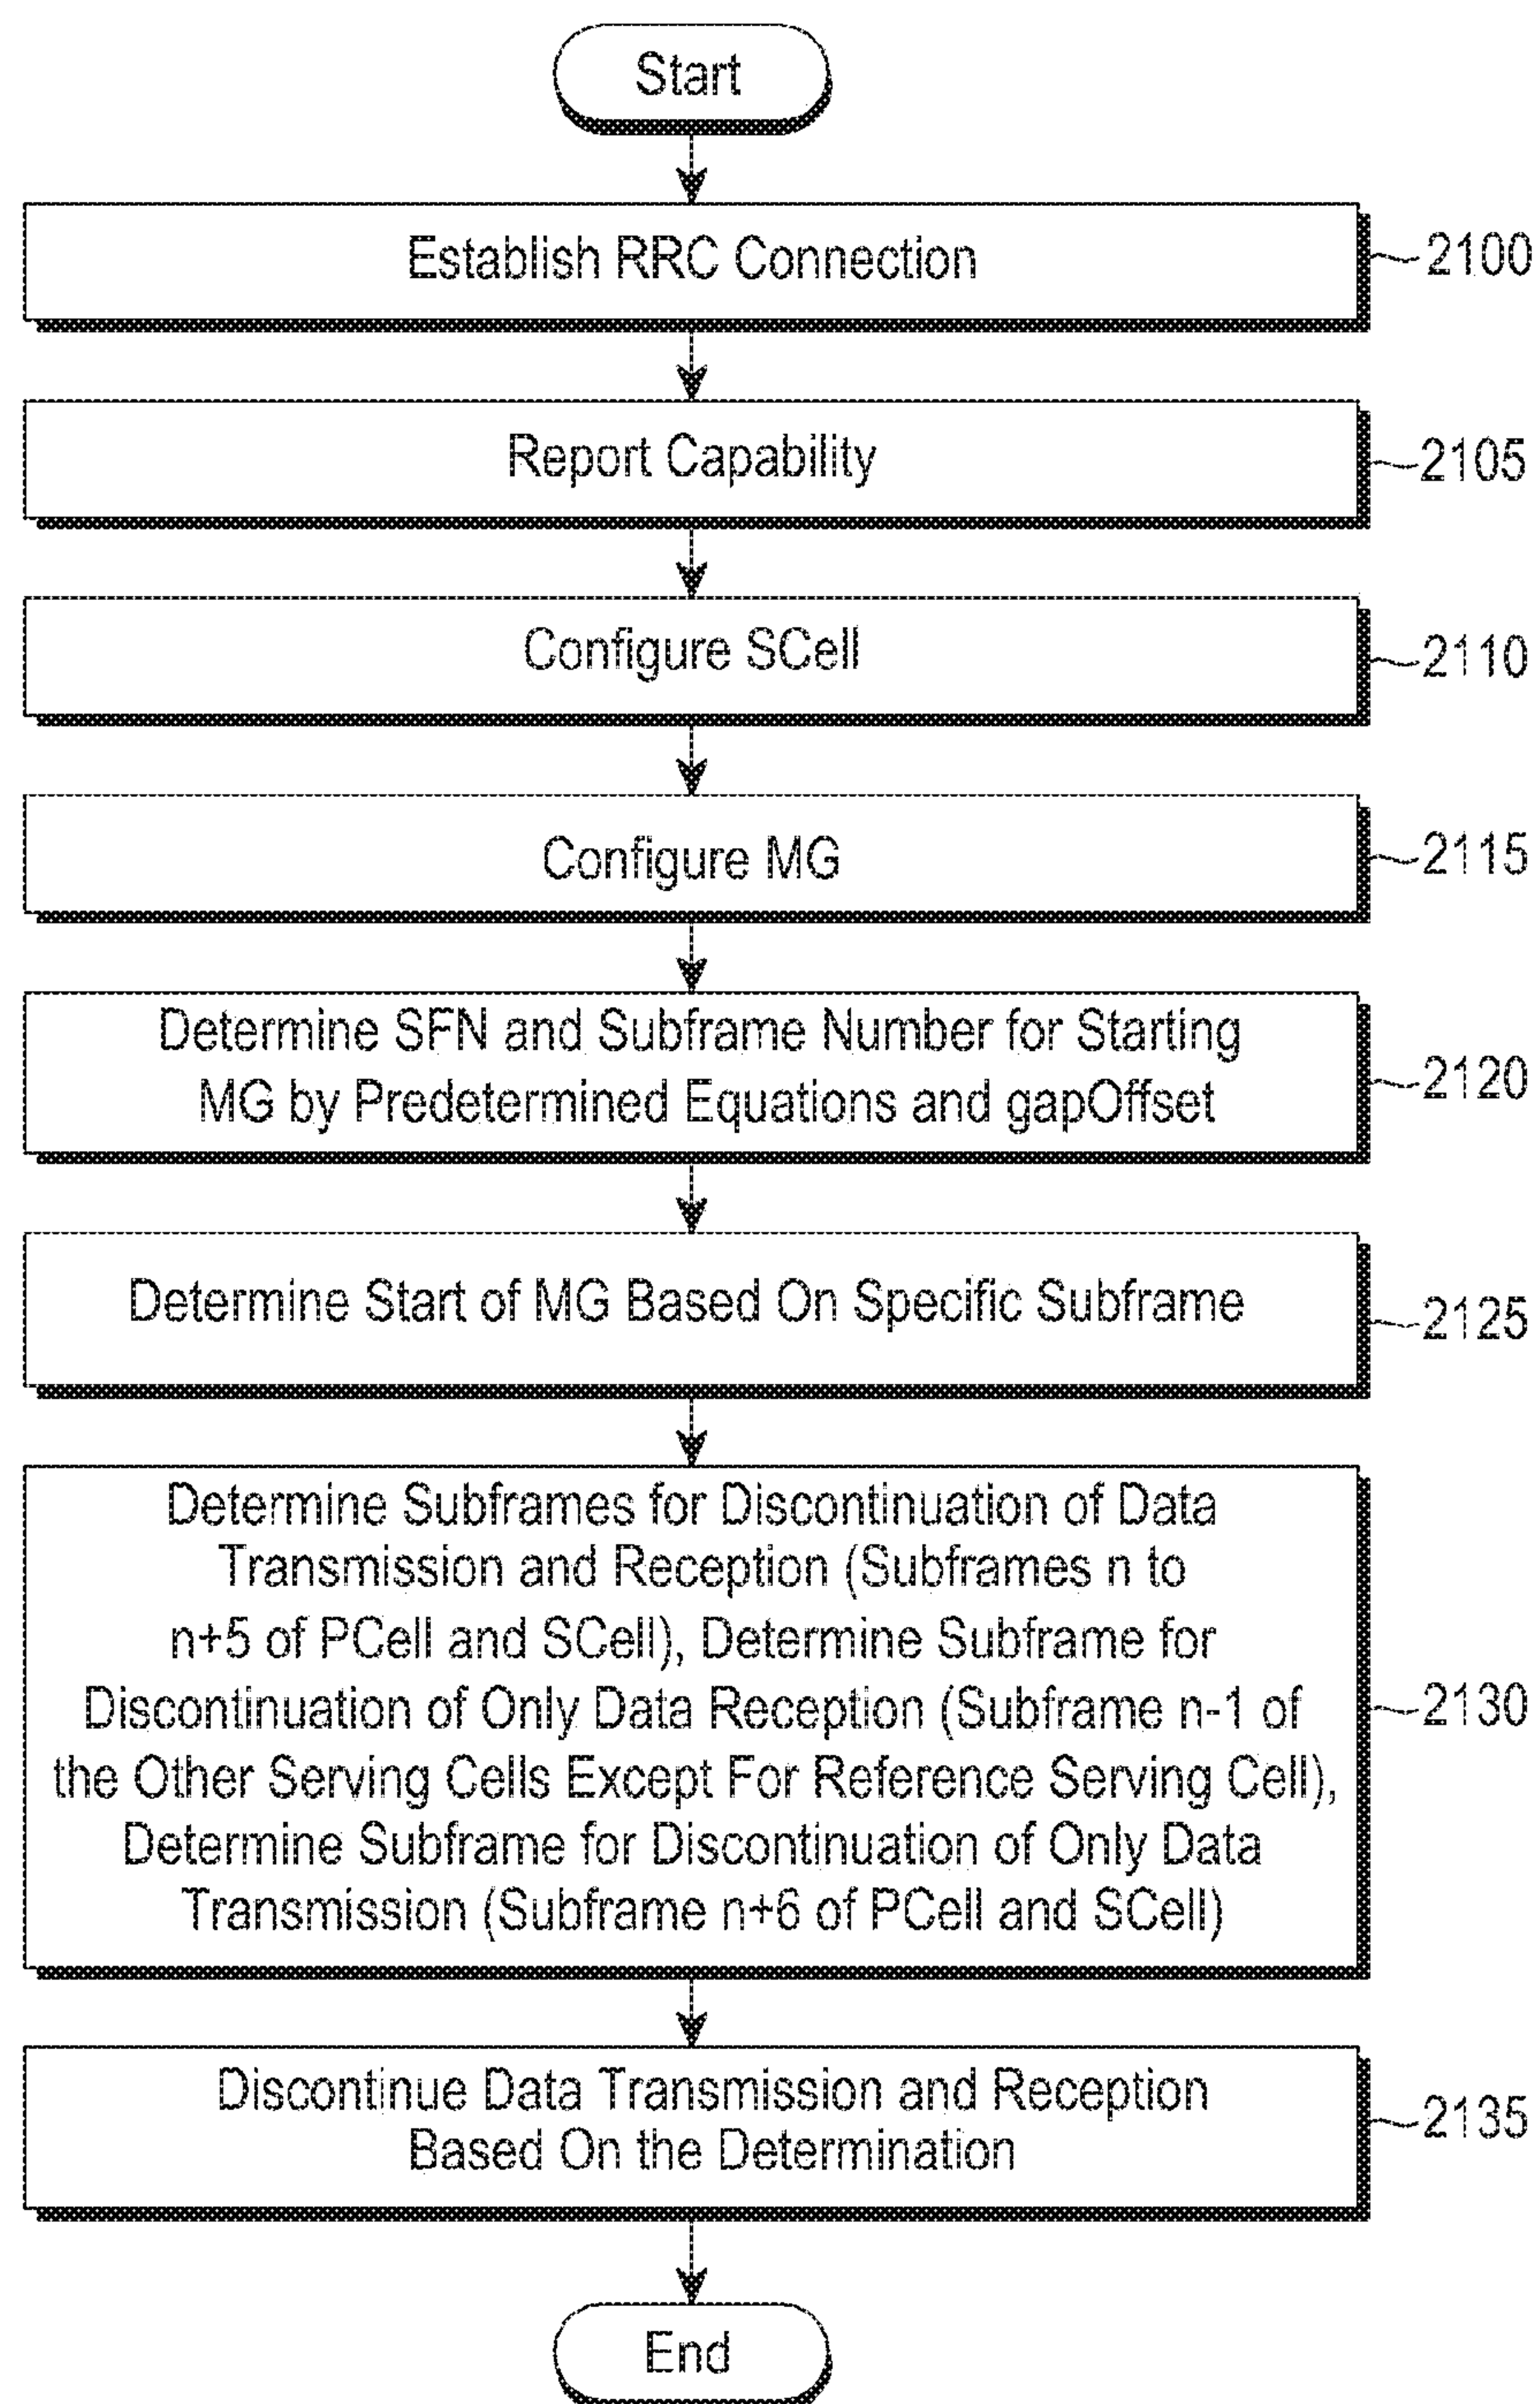 Start
Establish RRC Connection
2100
Report Capability
2105
Configure SCell
2110
Configure MG
2115
Determine SFN and Subframe Number for Starting
MG by Predetermined Equations and gapOffset
2120
Determine Start of MG Based On Specific Subframe
2125
Determine Subframes for Discontinuation of Data
Transmission and Reception (Subframes n to
n+5 of PCell and SCell), Determine Subframe for
Discontinuation of Only Data Reception (Subframe n-1 of
the Other Serving Cells Except For Reference Serving Cell),
Determine Subframe for Discontinuation of Only Data
Transmission (Subframe n+6 of PCell and SCell)
2130
Discontinue Data Transmission and Reception
Based On the Determination
2135
End